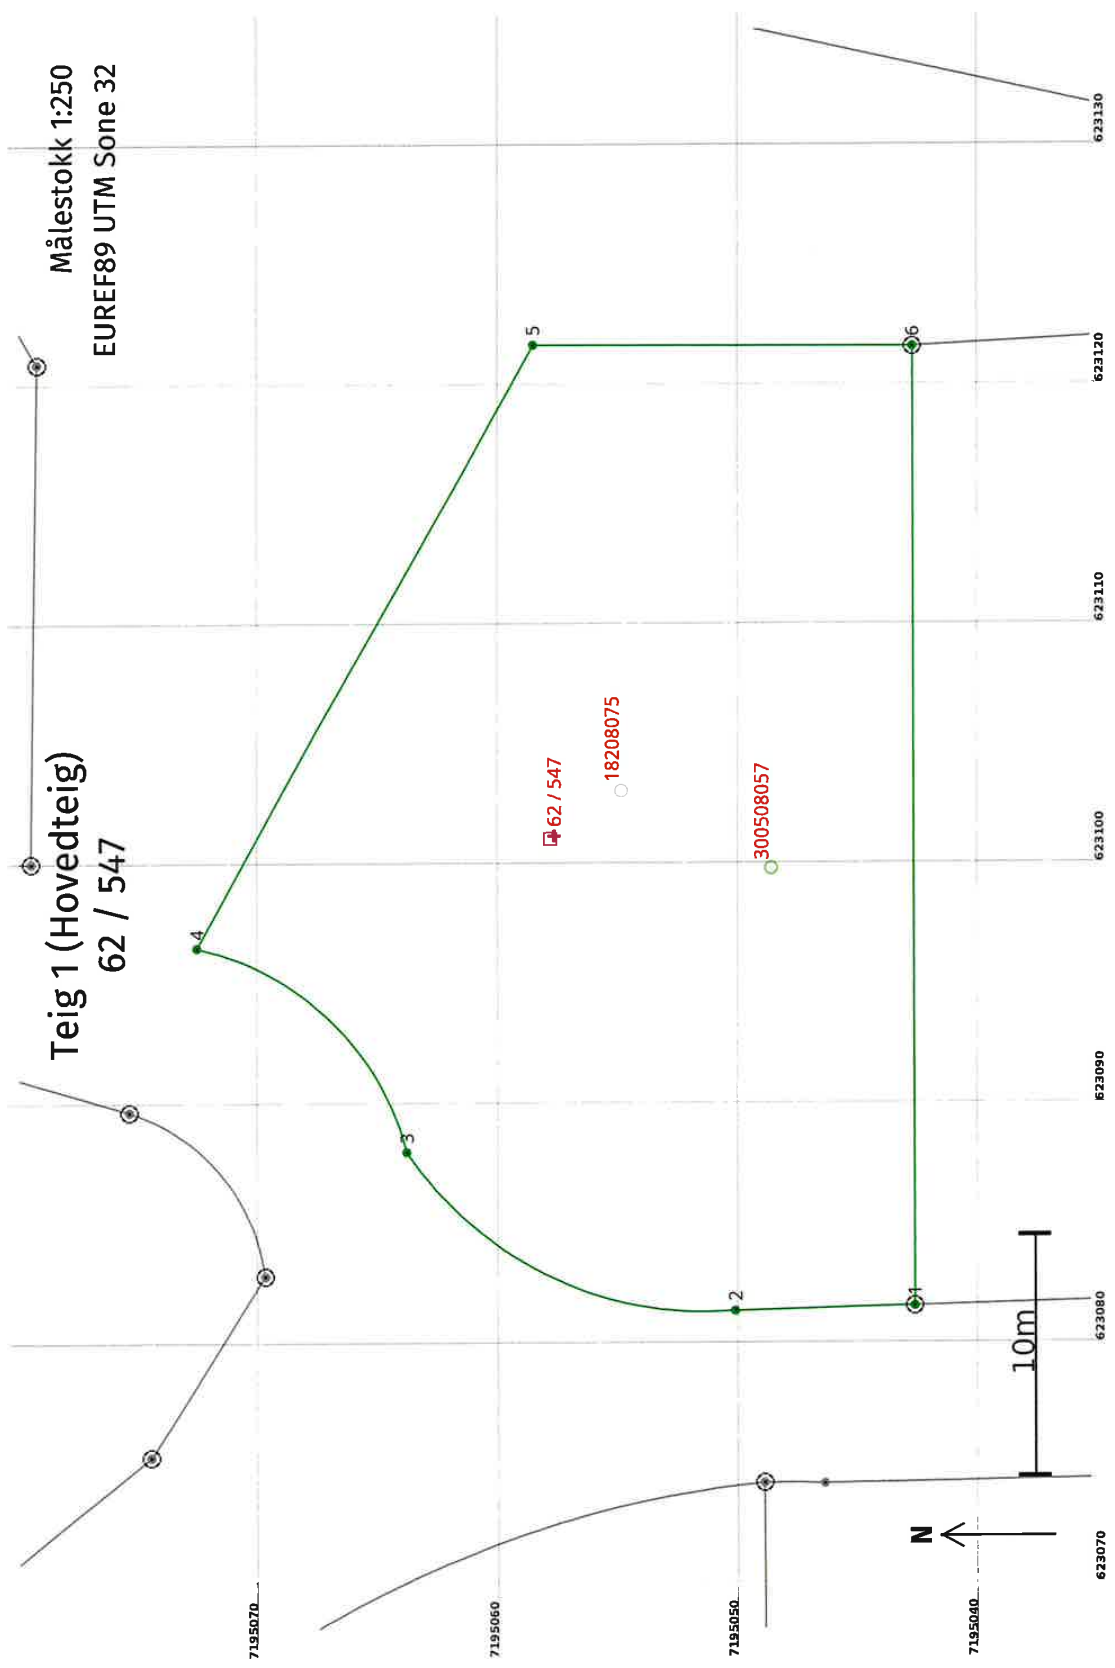 Teig 1 (Hovedteig)
62 / 547
Målestokk 1:250
EUREF89 UTM Sone 32
4
5
3
62 / 547
18208075
300508057
2
1
6
10m
N
7195070
7195060
7195050
7195040
623070
623080
623090
623100
623110
623120
623130